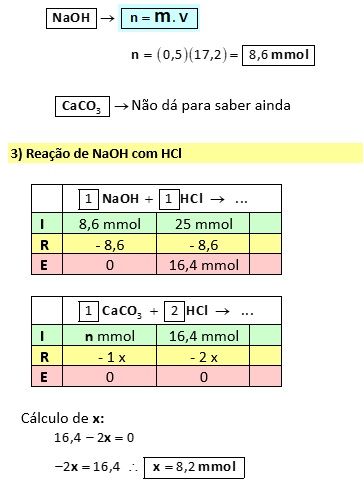 NaOH → n = m. V
n = (0,5)(17,2) = 8,6 mmol
CaCO₃ → Não dá para saber ainda
3) Reação de NaOH com HCl
1 NaOH + 1 HCl → ...
I 8,6 mmol 25 mmol
R - 8,6 - 8,6
E 0 16,4 mmol
1 CaCO₃ + 2 HCl → ...
I n mmol 16,4 mmol
R - 1 x - 2 x
E 0 0
Cálculo de x:
16,4 − 2x = 0
−2x = 16,4 ∴ x = 8,2 mmol